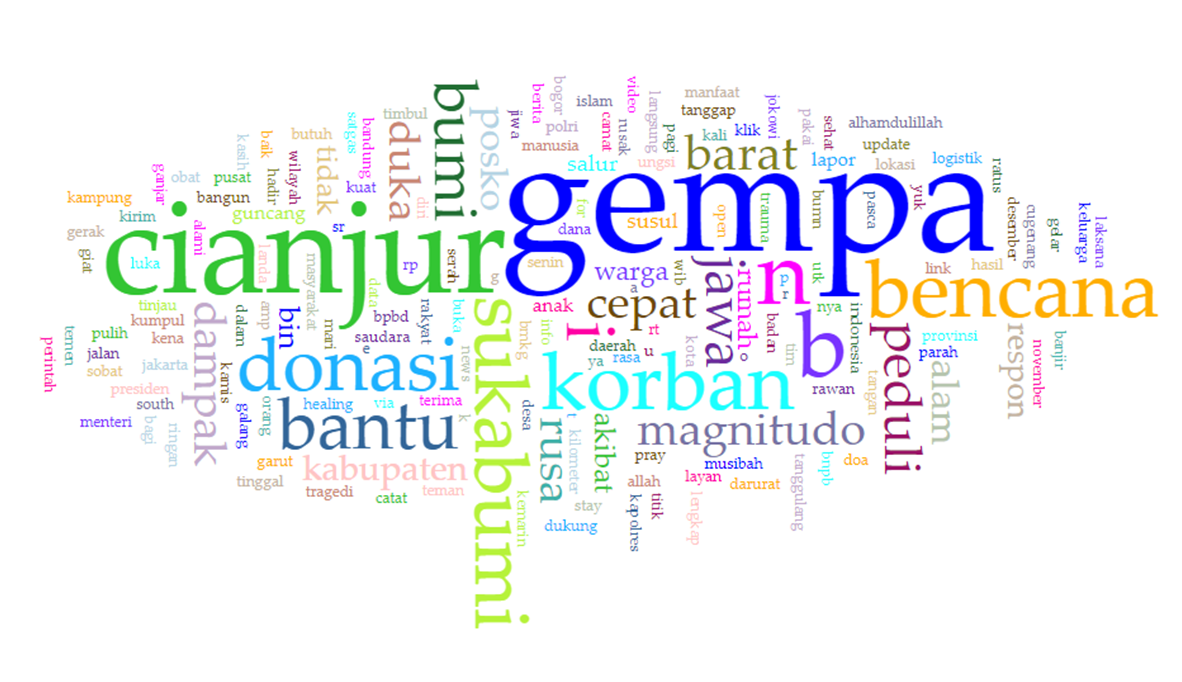 gempa
cianjur
bumi
sukabumi
bencana
korban
donasi
bantu
magnitudo
kabupaten
dampak
duka
posko
barat
cepat
jawa
peduli
alam
respon
rusa
akibat
tidak
rumah
warga
n
b
i.
bin
salur
susul
lapor
anak
video
berita
bogor
jiwa
islam
polri
manusia
camat
rusak
langsung
ungsi
pagi
manfaat
tanggap
kali
klik
jokowi
pakai
sehat
alhamdulillah
update
lokasi
logistik
ratus
desember
cugenang
gelar
keluarga
laksana
yuk
pasca
bumn
trauma
open
for
dana
senin
wib
a
link
hasil
utk
nya
p
r
indonesia
badan
tim
rawan
tangan
provinsi
parah
november
banjir
timbul
satgas
bandung
butuh
wilayah
baik
kasih
hadir
kuat
diri
sr
rp
serah
pusat
obat
bangun
ganjar
kampung
kirim
gerak
giat
luka
alami
guncang
landa
masyarakat
data
bpbd
rakyat
saudara
e
mari
amp
dalam
tinjau
kumpul
kena
pulih
jalan
sobat
teman
perintah
jakarta
presiden
south
menteri
bagi
ringan
kamis
galang
orang
healing
via
terima
k
news
buka
g
bmkg
info
desa
daerah
ya
rasa
rt
u
kota
o
t
kilometer
stay
kemarin
dukung
kapolres
allah
titik
pray
layan
lengkap
musibah
darurat
tanggulang
bnpb
doa
garut
tinggal
tragedi
catat
teman